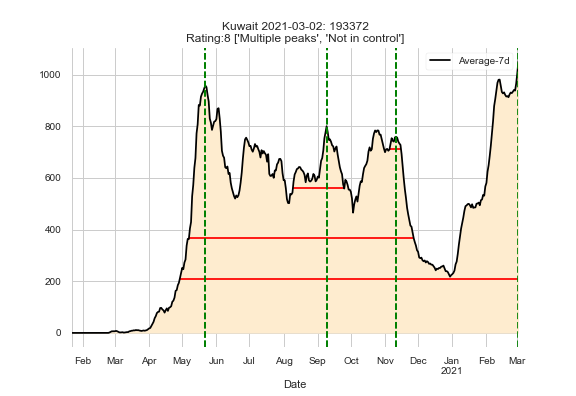 Kuwait 2021-03-02: 193372
Rating:8 ['Multiple peaks', 'Not in control']
Average-7d
1000
800
600
400
200
0
Feb Mar Apr May Jun Jul Aug Sep Oct Nov Dec Jan Feb Mar
2021
Date